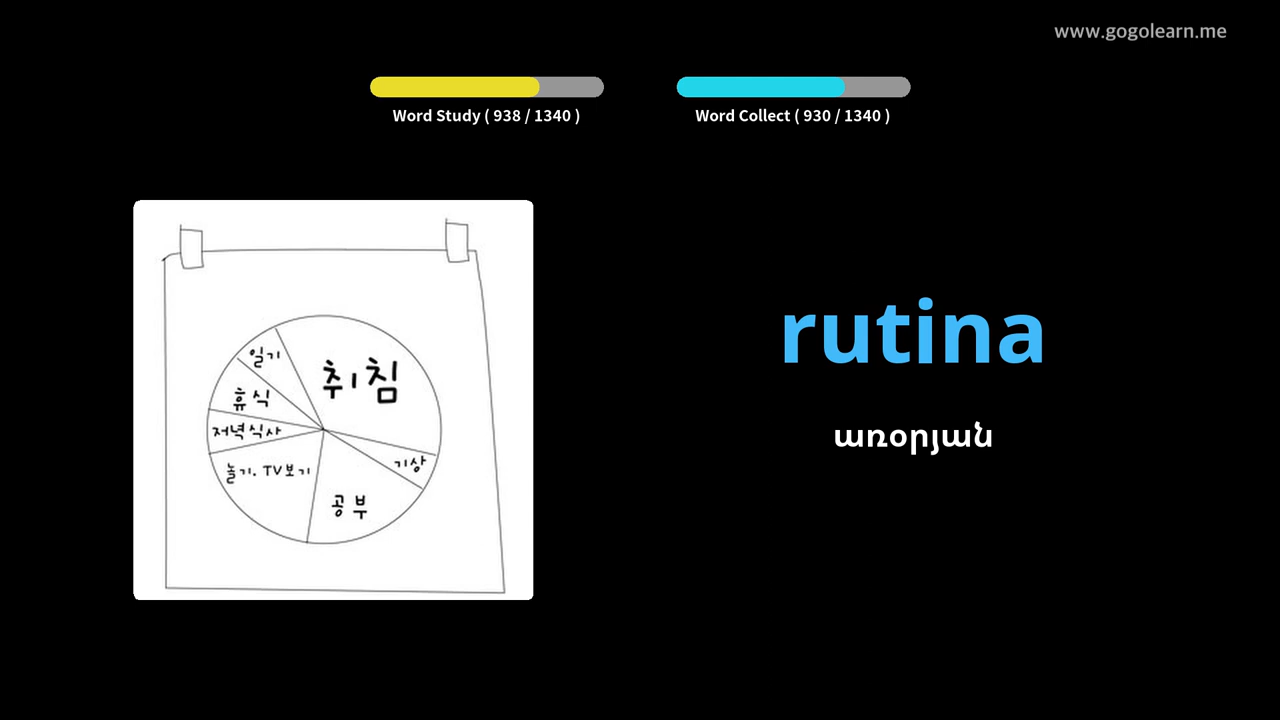 www.gogolearn.me
Word Study ( 938 / 1340 )
Word Collect ( 930 / 1340 )
일기
취침
휴식
저녁식사
놀기. TV보기
기상
공부
rutina
առօրյան